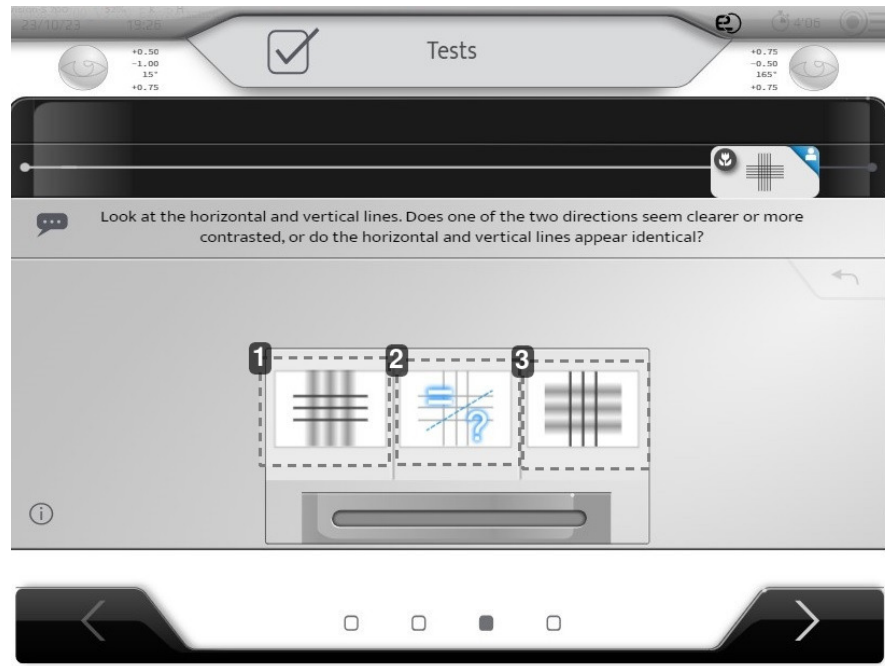 23/10/23 19:26
4'06
Tests
+0.50
-1.00
15°
+0.75
+0.75
-0.50
165°
+0.75
Look at the horizontal and vertical lines. Does one of the two directions seem clearer or more
contrasted, or do the horizontal and vertical lines appear identical?
1 2 3
=
?
i